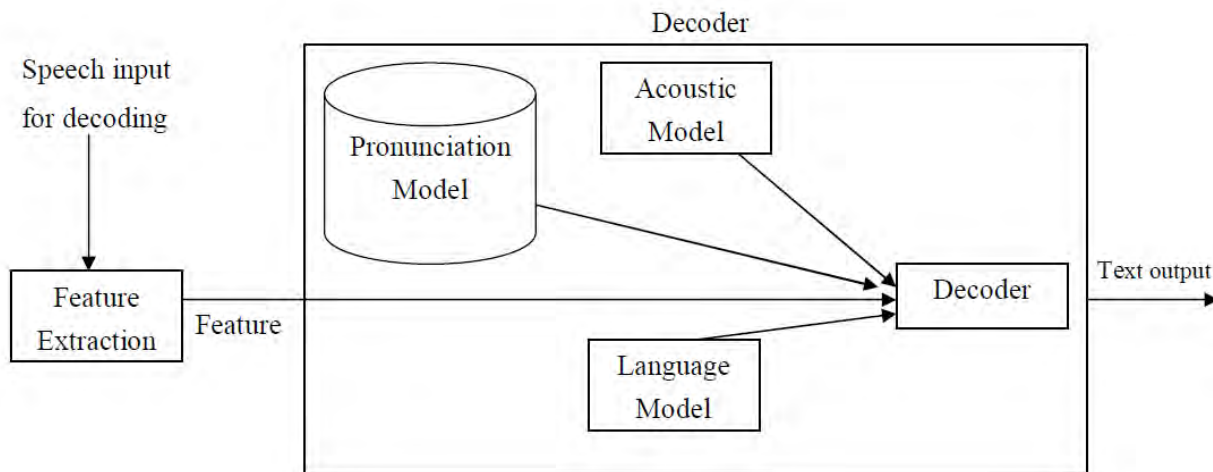 Decoder
Speech input
for decoding
Pronunciation
Model
Acoustic
Model
Feature
Extraction
Feature
Decoder
Text output
Language
Model